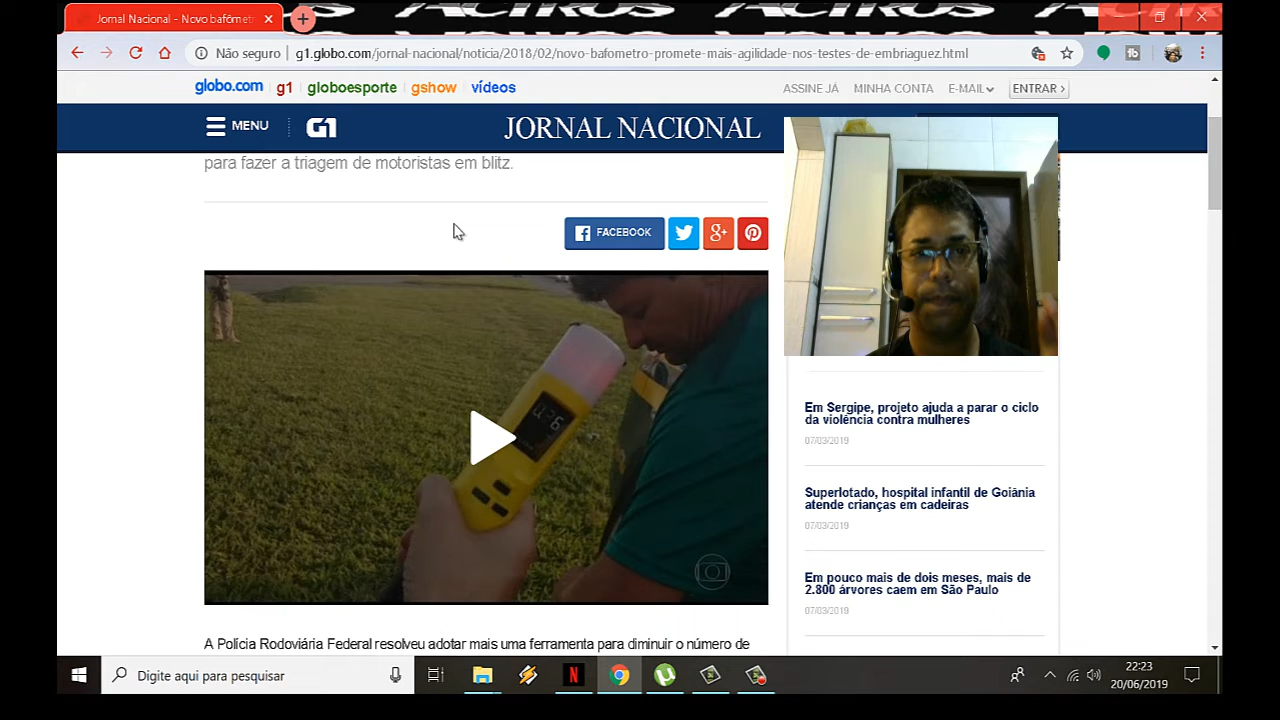 Jornal Nacional - Novo bafômetr
Não seguro | g1.globo.com/jornal-nacional/noticia/2018/02/novo-bafometro-promete-mais-agilidade-nos-testes-de-embriaguez.html
globo.com g1 globoesporte gshow vídeos ASSINE JÁ MINHA CONTA E-MAIL ENTRAR
MENU G1 JORNAL NACIONAL
para fazer a triagem de motoristas em blitz.
FACEBOOK
Em Sergipe, projeto ajuda a parar o ciclo
da violência contra mulheres
07/03/2019
Superlotado, hospital infantil de Goiânia
atende crianças em cadeiras
07/03/2019
Em pouco mais de dois meses, mais de
2.800 árvores caem em São Paulo
07/03/2019
A Polícia Rodoviária Federal resolveu adotar mais uma ferramenta para diminuir o número de
Digite aqui para pesquisar
22:23
20/06/2019